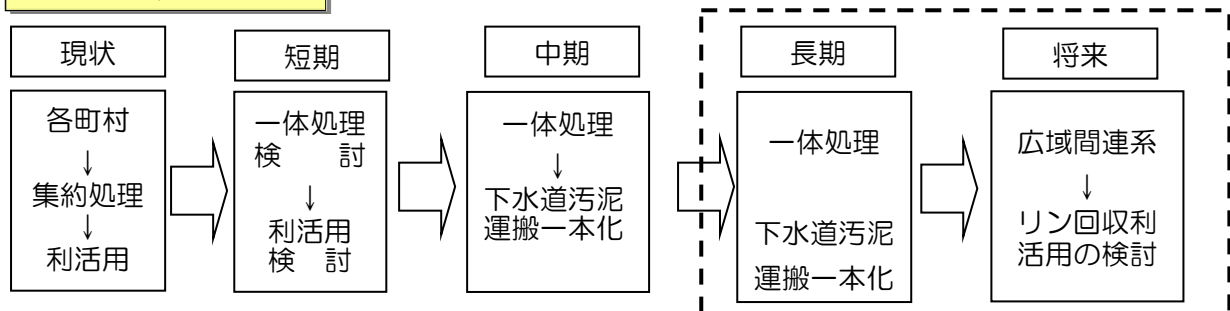 現状
各町村
↓
集約処理
↓
利活用
短期
一体処理
検　　討
↓
利活用
検　　討
中期
一体処理
↓
下水道汚泥
運搬一本化
長期
一体処理
下水道汚泥
運搬一本化
将来
広域間連系
↓
リン回収利
活用の検討